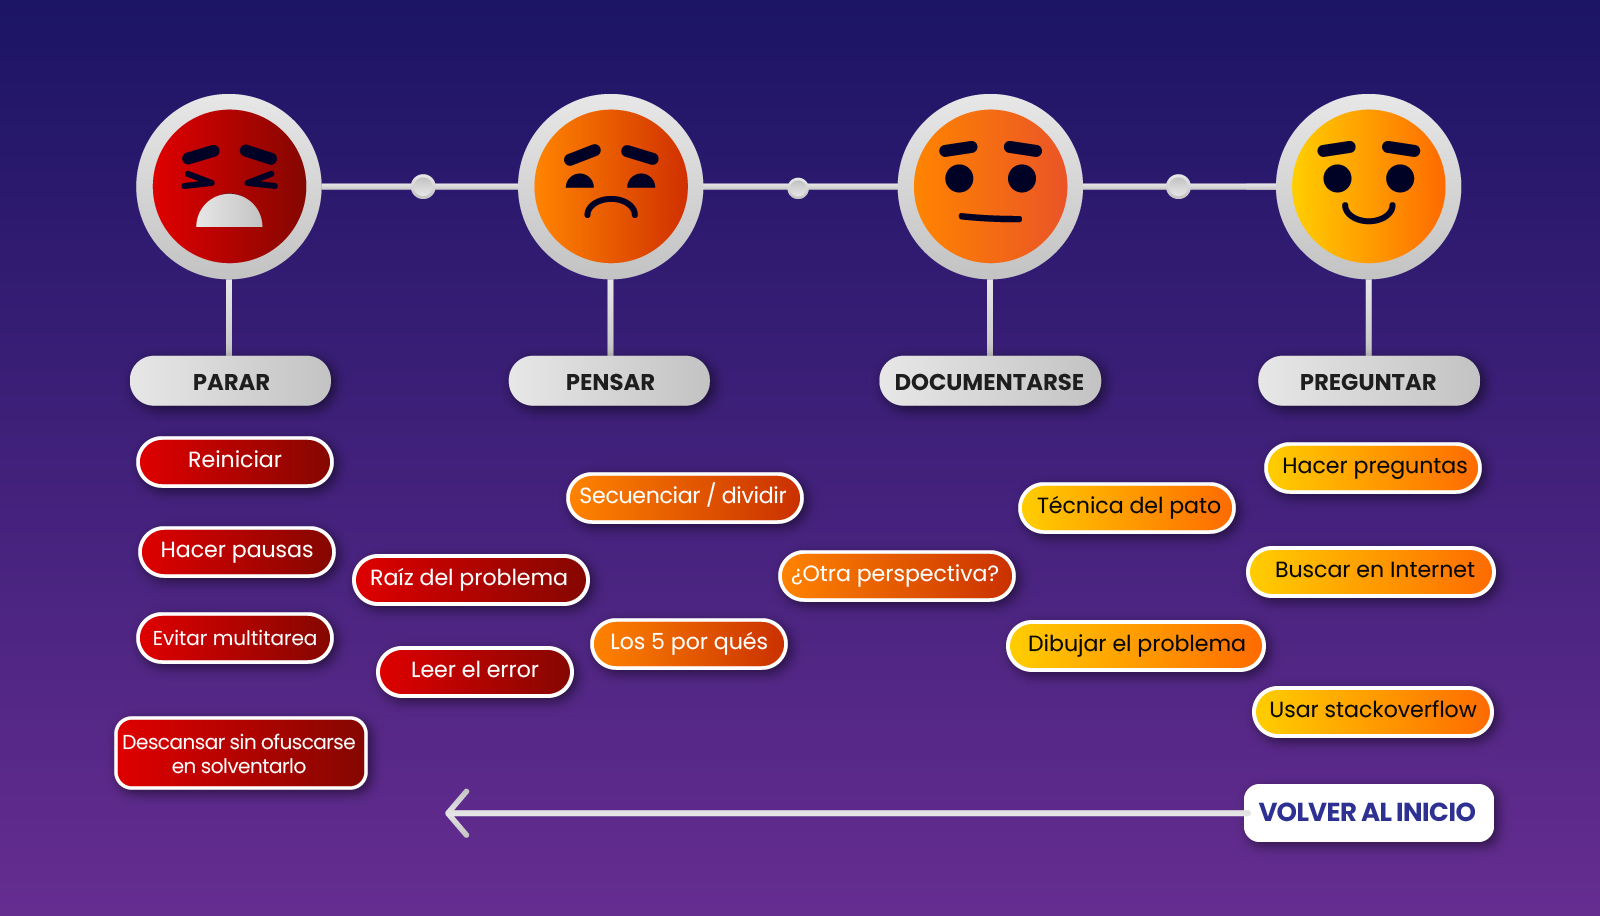 PARAR
PENSAR
DOCUMENTARSE
PREGUNTAR
Reiniciar
Hacer pausas
Evitar multitarea
Descansar sin ofuscarse
en solventarlo
Raíz del problema
Leer el error
Secuenciar / dividir
Los 5 por qués
¿Otra perspectiva?
Técnica del pato
Dibujar el problema
Hacer preguntas
Buscar en Internet
Usar stackoverflow
VOLVER AL INICIO